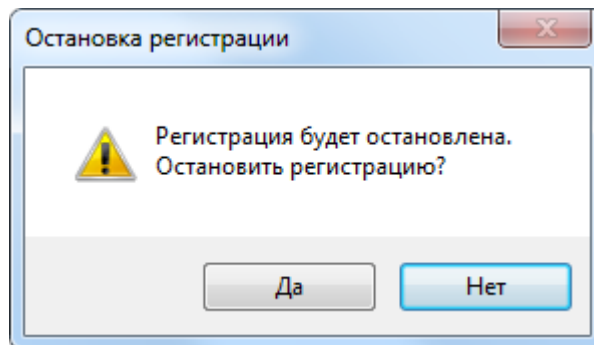 Остановка регистрации
Регистрация будет остановлена.
Остановить регистрацию?
Да
Нет